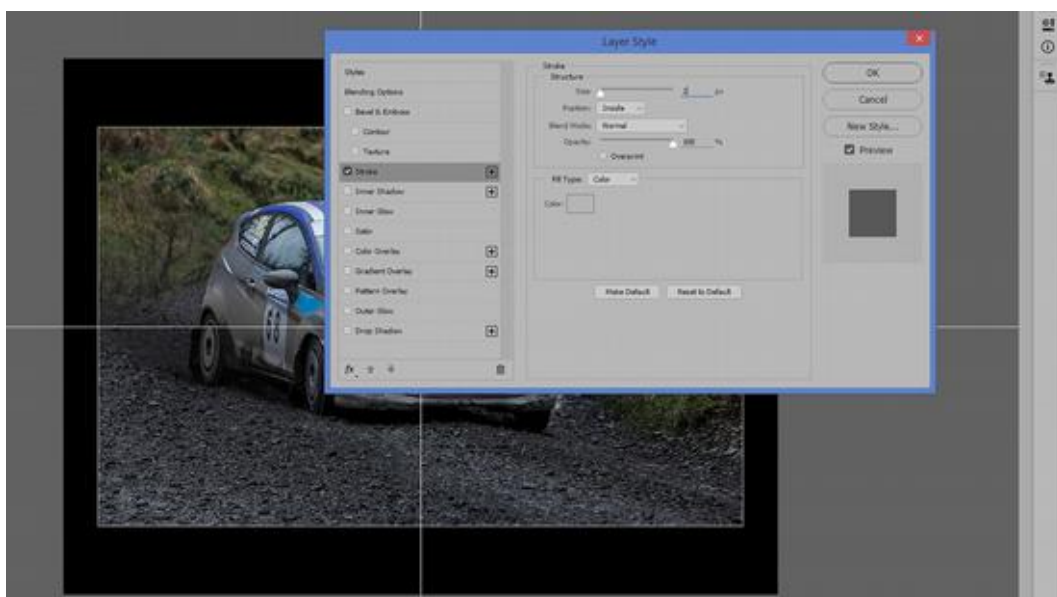 Layer Style
Styles
Blending Options
Bevel & Emboss
Contour
Texture
Stroke
Inner Shadow
Inner Glow
Satin
Color Overlay
Gradient Overlay
Pattern Overlay
Outer Glow
Drop Shadow
fx
Stroke
Structure
Size: px
Position: Inside
Blend Mode: Normal
Opacity: 100 %
Overprint
Fill Type: Color
Color:
Make Default Reset to Default
OK
Cancel
New Style...
Preview
68